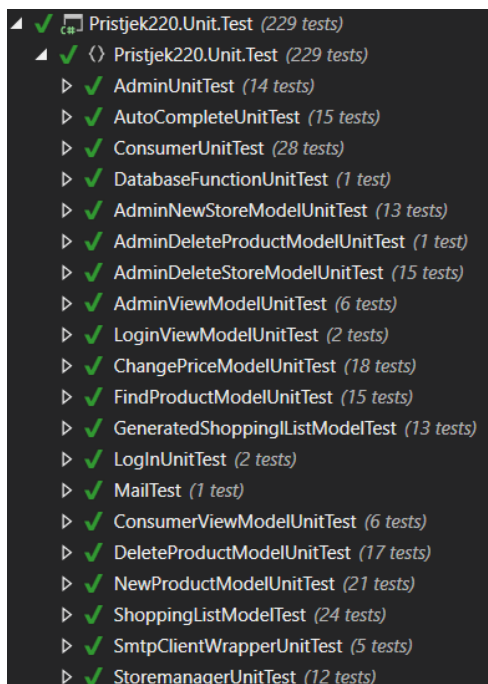 C# Pristjek220.Unit.Test (229 tests)
Pristjek220.Unit.Test (229 tests)
AdminUnitTest (14 tests)
AutoCompleteUnitTest (15 tests)
ConsumerUnitTest (28 tests)
DatabaseFunctionUnitTest (1 test)
AdminNewStoreModelUnitTest (13 tests)
AdminDeleteProductModelUnitTest (1 test)
AdminDeleteStoreModelUnitTest (15 tests)
AdminViewModelUnitTest (6 tests)
LoginViewModelUnitTest (2 tests)
ChangePriceModelUnitTest (18 tests)
FindProductModelUnitTest (15 tests)
GeneratedShoppinglListModelTest (13 tests)
LogInUnitTest (2 tests)
MailTest (1 test)
ConsumerViewModelUnitTest (6 tests)
DeleteProductModelUnitTest (17 tests)
NewProductModelUnitTest (21 tests)
ShoppingListModelTest (24 tests)
SmtpClientWrapperUnitTest (5 tests)
StoremanagerUnitTest (12 tests)